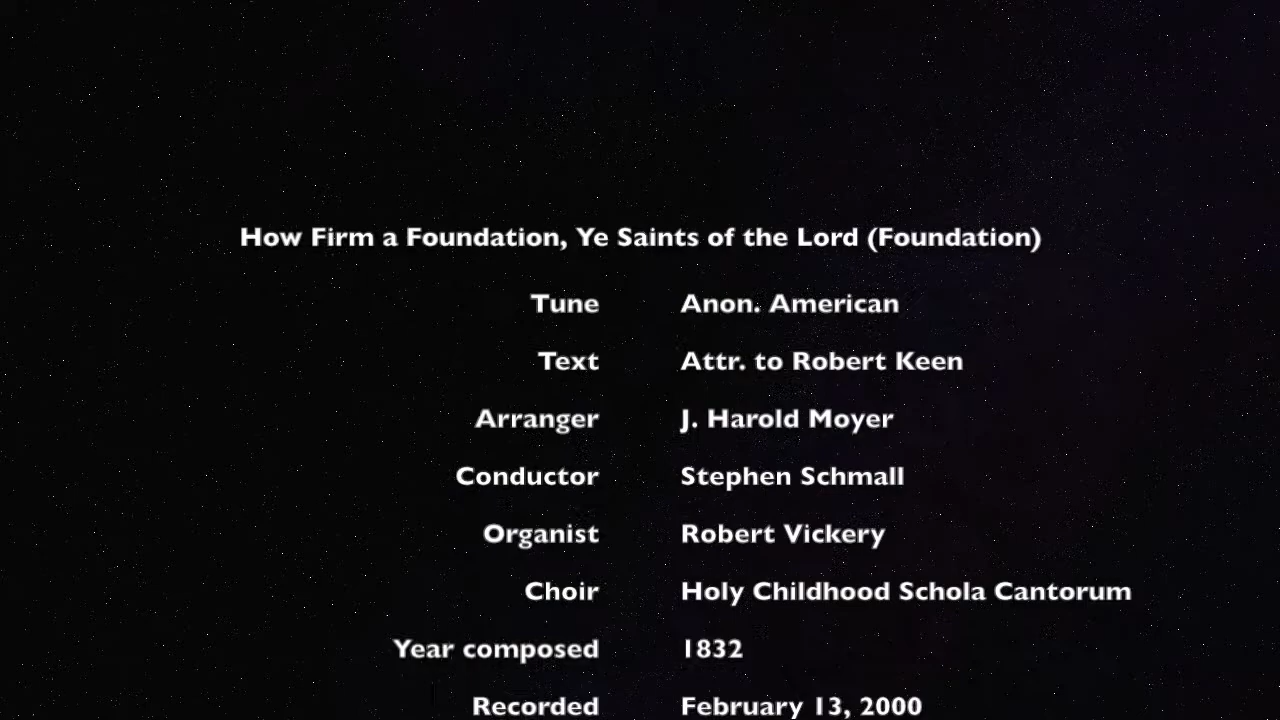 How Firm a Foundation, Ye Saints of the Lord (Foundation)
Tune Anon. American
Text Attr. to Robert Keen
Arranger J. Harold Moyer
Conductor Stephen Schmall
Organist Robert Vickery
Choir Holy Childhood Schola Cantorum
Year composed 1832
Recorded February 13, 2000